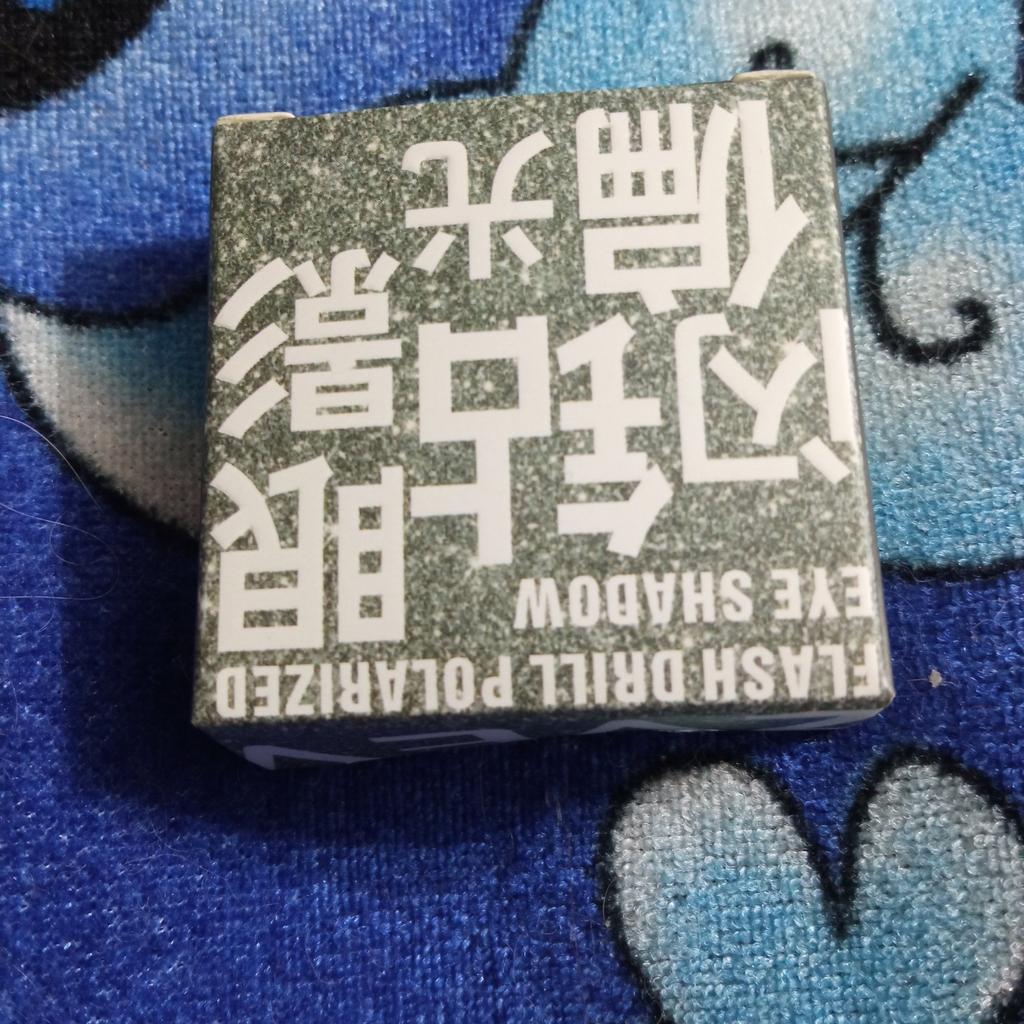 FLASH DRILL POLARIZED
EYE SHADOW
闪钻
偏光
眼影